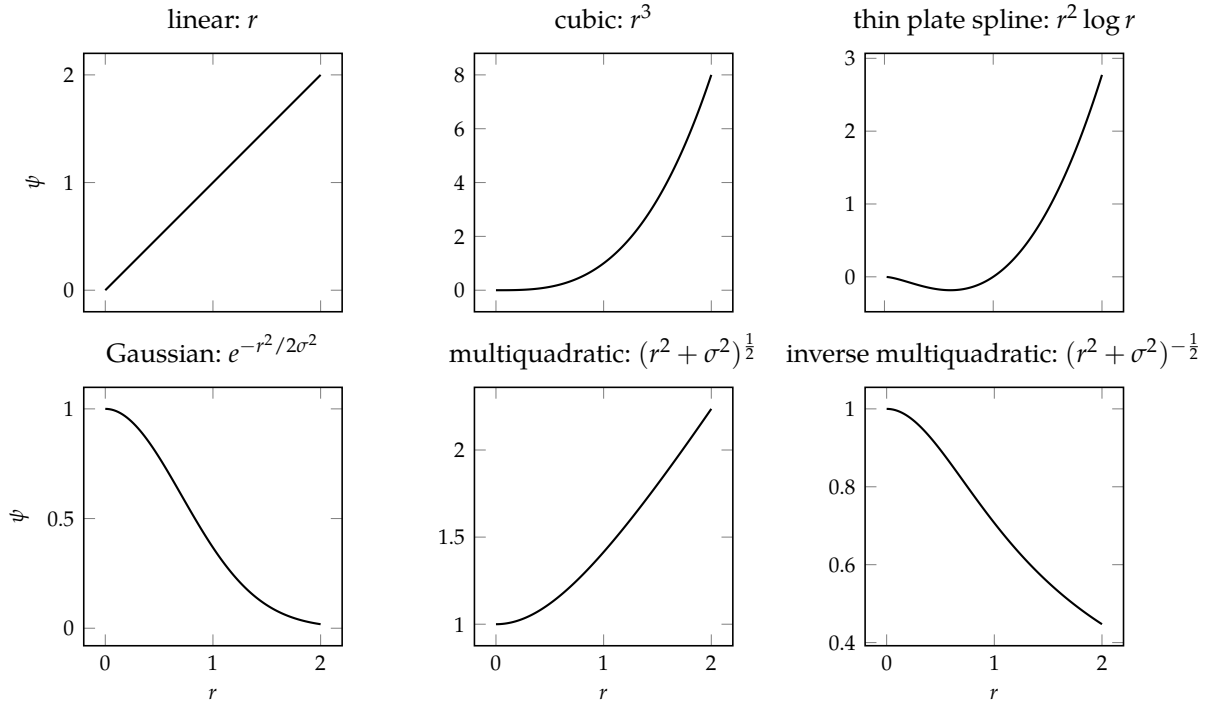 linear: r
cubic: r³
thin plate spline: r² log r
ψ
2
1
0
8
6
4
2
0
3
2
1
0
Gaussian: e^{−r²/2σ²}
multiquadratic: (r² + σ²)^{1/2}
inverse multiquadratic: (r² + σ²)^{−1/2}
ψ
1
0.5
0
2
1.5
1
1
0.8
0.6
0.4
0 1 2
0 1 2
0 1 2
r
r
r